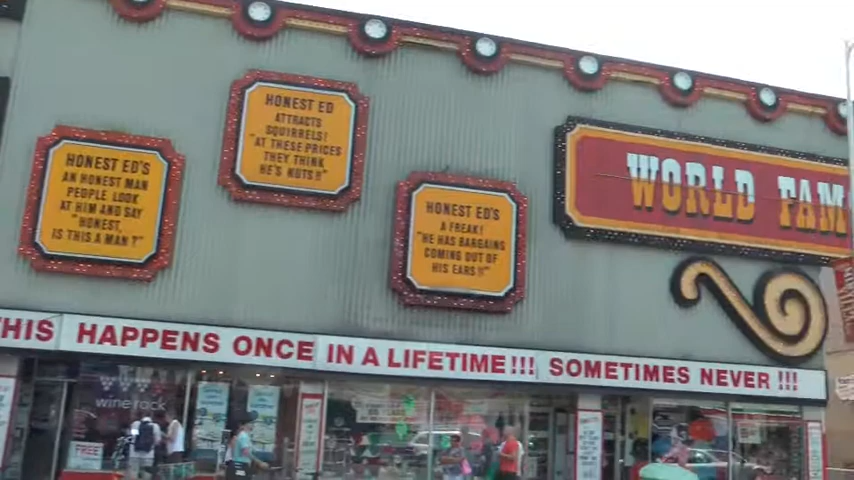 HONEST ED'S
AN HONEST MAN
PEOPLE LOOK
AT HIM AND SAY
"HONEST,
IS THIS A MAN?"
HONEST ED
ATTRACTS
SQUIRRELS!
"AT THESE PRICES
THEY THINK
HE'S NUTS!"
HONEST ED'S
A FREAK!
"HE HAS BARGAINS
COMING OUT OF
HIS EARS!"
WORLD FAM
THIS HAPPENS ONCE IN A LIFETIME!!! SOMETIMES NEVER!!!
wine rock
FREE